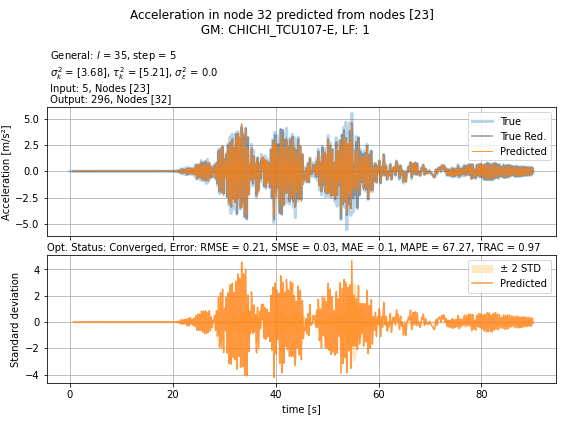 Acceleration in node 32 predicted from nodes [23]
GM: CHICHI_TCU107-E, LF: 1
General: l = 35, step = 5
σ²ₖ = [3.68], τ²ₖ = [5.21], σ²ε = 0.0
Input: 5, Nodes [23]
Output: 296, Nodes [32]
Acceleration [m/s²]
5.0
2.5
0.0
−2.5
−5.0
True
True Red.
Predicted
Opt. Status: Converged, Error: RMSE = 0.21, SMSE = 0.03, MAE = 0.1, MAPE = 67.27, TRAC = 0.97
Standard deviation
4
2
0
−2
−4
± 2 STD
Predicted
0 20 40 60 80
time [s]